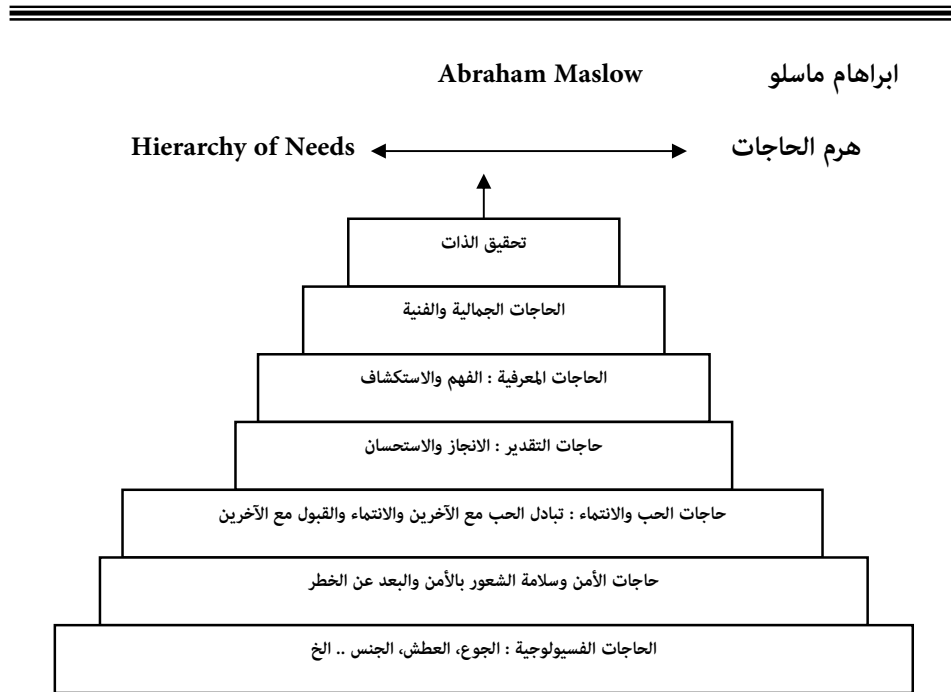 ابراهام ماسلو Abraham Maslow
هرم الحاجات Hierarchy of Needs
تحقيق الذات
الحاجات الجمالية والفنية
الحاجات المعرفية : الفهم والاستكشاف
حاجات التقدير : الانجاز والاستحسان
حاجات الحب والانتماء : تبادل الحب مع الآخرين والانتماء والقبول مع الآخرين
حاجات الأمن وسلامة الشعور بالأمن والبعد عن الخطر
الحاجات الفسيولوجية : الجوع، العطش، الجنس .. الخ